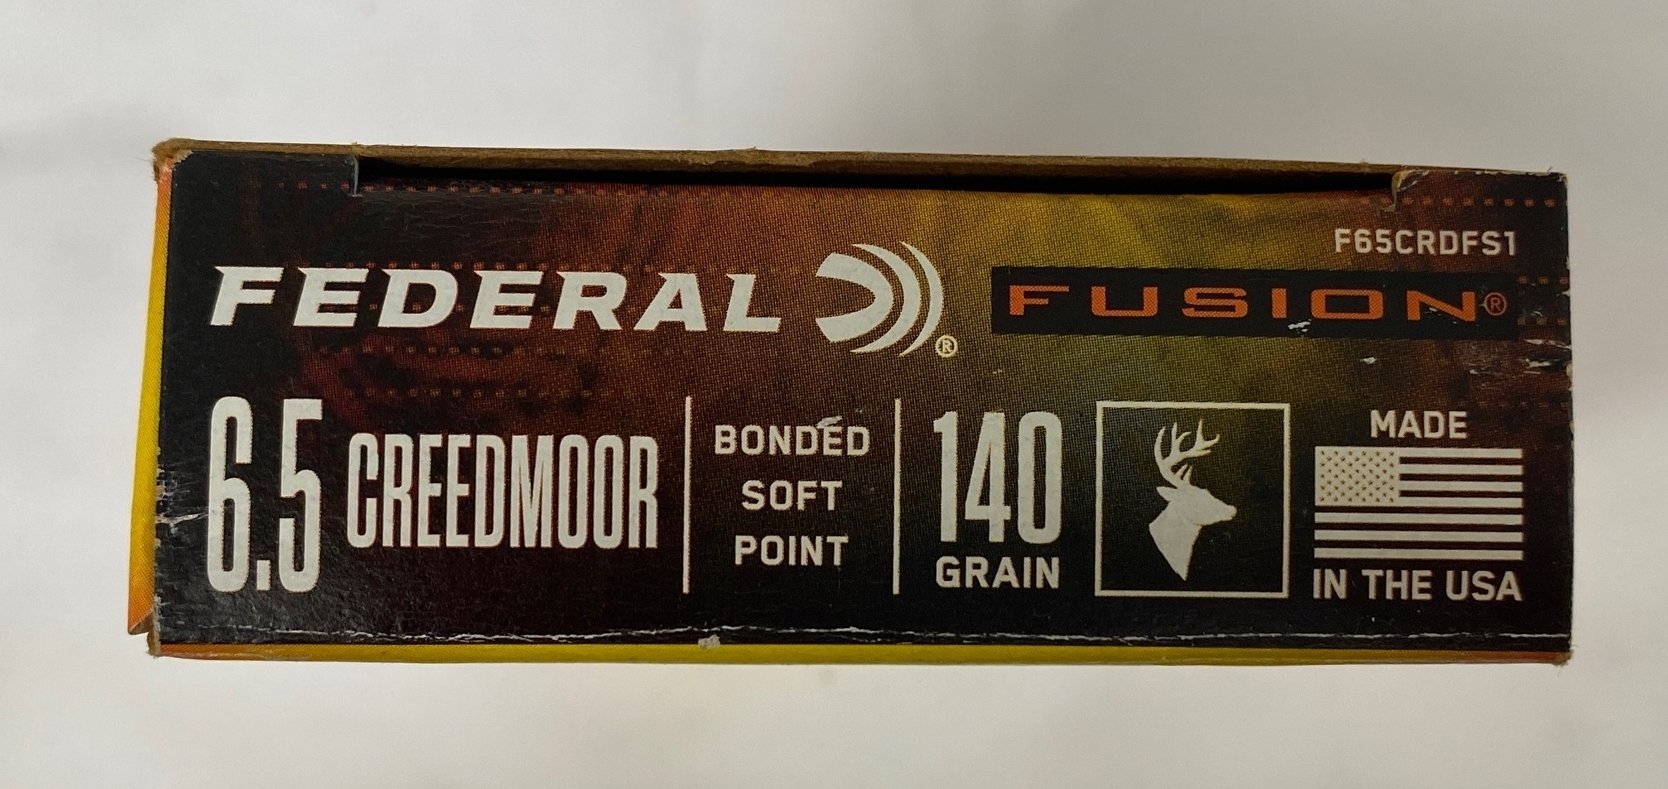 F65CRDFS1
FEDERAL® FUSION®
6.5 CREEDMOOR
BONDED
SOFT
POINT
140
GRAIN
MADE
IN THE USA